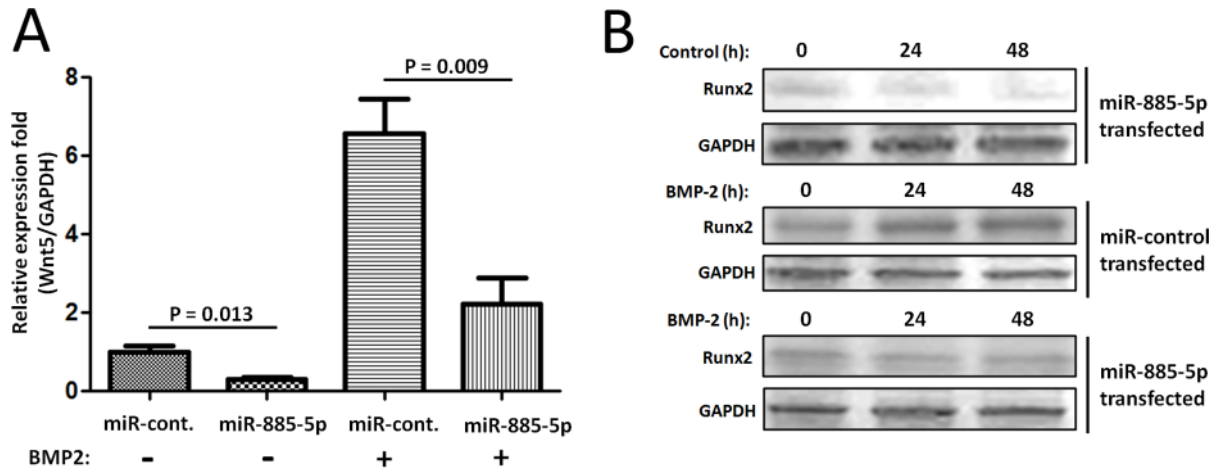 A
Relative expression fold
(Wnt5/GAPDH)
8
6
4
2
0
P = 0.013
P = 0.009
miR-cont. miR-885-5p miR-cont. miR-885-5p
BMP2: - - + +
B
Control (h): 0 24 48
Runx2
GAPDH
miR-885-5p
transfected
BMP-2 (h): 0 24 48
Runx2
GAPDH
miR-control
transfected
BMP-2 (h): 0 24 48
Runx2
GAPDH
miR-885-5p
transfected